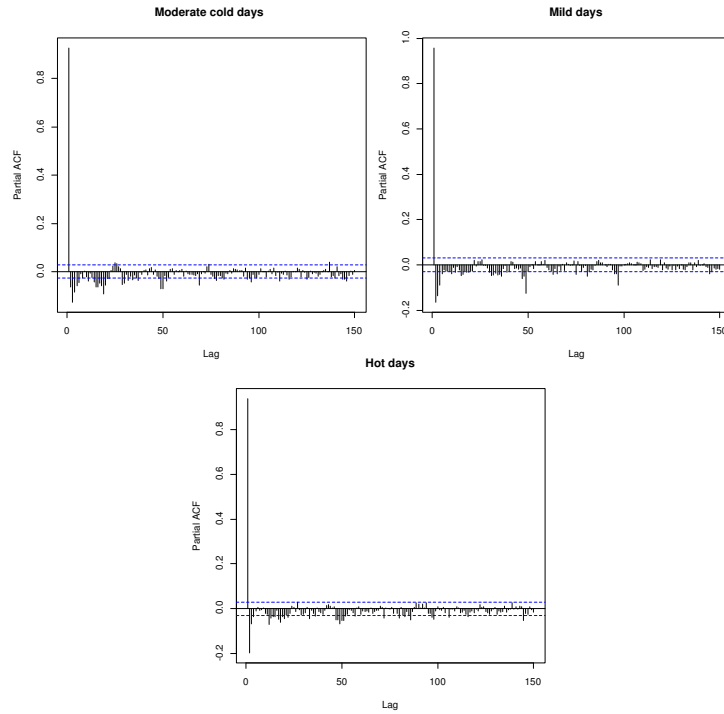 Moderate cold days
Partial ACF
0.0 0.2 0.4 0.6 0.8
0 50 100 150
Lag
Mild days
Partial ACF
-0.2 0.0 0.2 0.4 0.6 0.8 1.0
0 50 100 150
Lag
Hot days
Partial ACF
-0.2 0.0 0.2 0.4 0.6 0.8
0 50 100 150
Lag